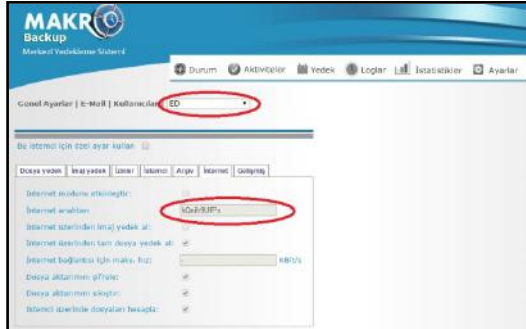 MAKRO
Backup
Merkezi Yedekleme Sistemi
Durum Aktiviteler Yedek Loglar İstatistikler Ayarlar
Genel Ayarlar | E-Mail | Kullanıcılar ED
Bu istemci için özel ayar kullan
Dosya yedek İmaj yedek İzinler İstemci Arşiv İnternet Gelişmiş
İnternet modunu etkinleştir:
İnternet anahtarı:
İnternet üzerinden imaj yedek al:
İnternet üzerinden tam dosya yedek al:
İnternet bağlantısı için maks. hız: - KBit/s
Dosya aktarımını şifrele:
Dosya aktarımını sıkıştır:
İstemci üzerinde dosyaları hesapla: